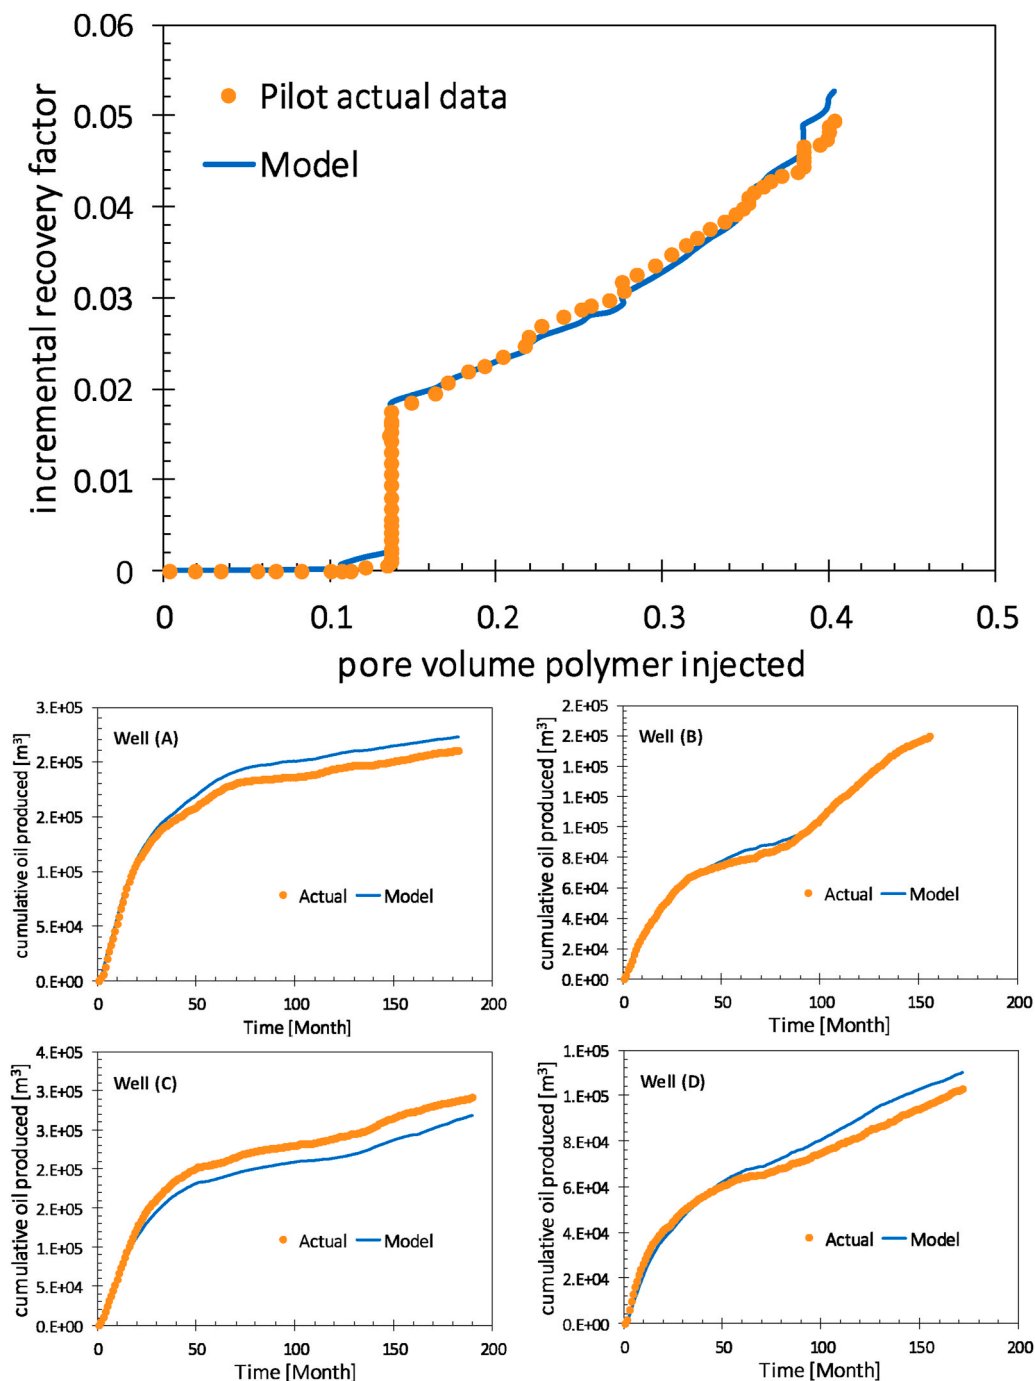 0.06
0.05
0.04
0.03
0.02
0.01
0
incremental recovery factor
Pilot actual data
Model
0 0.1 0.2 0.3 0.4 0.5
pore volume polymer injected
3.E+05
2.E+05
2.E+05
1.E+05
5.E+04
0.E+00
cumulative oil produced [m³]
Well (A)
Actual Model
0 50 100 150 200
Time [Month]
2.E+05
2.E+05
1.E+05
1.E+05
8.E+04
6.E+04
4.E+04
2.E+04
0.E+00
cumulative oil produced [m³]
Well (B)
Actual Model
0 50 100 150 200
Time [Month]
4.E+05
3.E+05
3.E+05
2.E+05
2.E+05
1.E+05
5.E+04
0.E+00
cumulative oil produced [m³]
Well (C)
Actual Model
0 50 100 150 200
Time [Month]
1.E+05
1.E+05
8.E+04
6.E+04
4.E+04
2.E+04
0.E+00
cumulative oil produced [m³]
Well (D)
Actual Model
0 50 100 150 200
Time [Month]